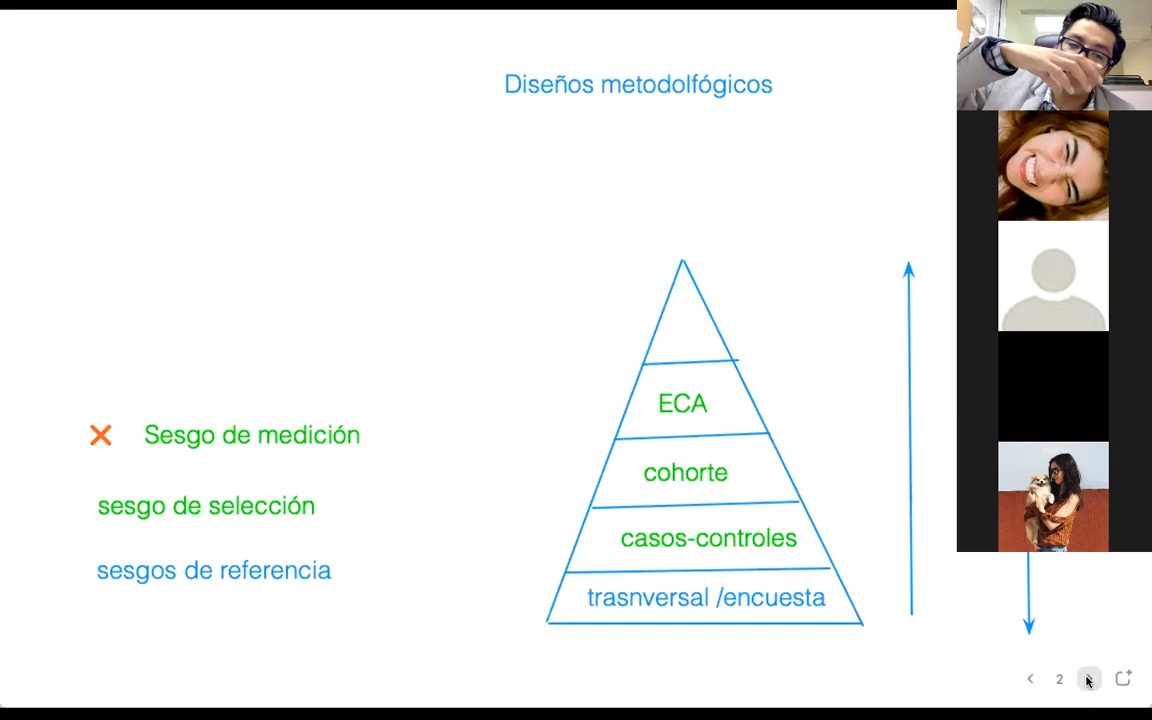 Diseños metodolfógicos
ECA
Sesgo de medición
cohorte
sesgo de selección
casos-controles
sesgos de referencia
trasnversal /encuesta
2